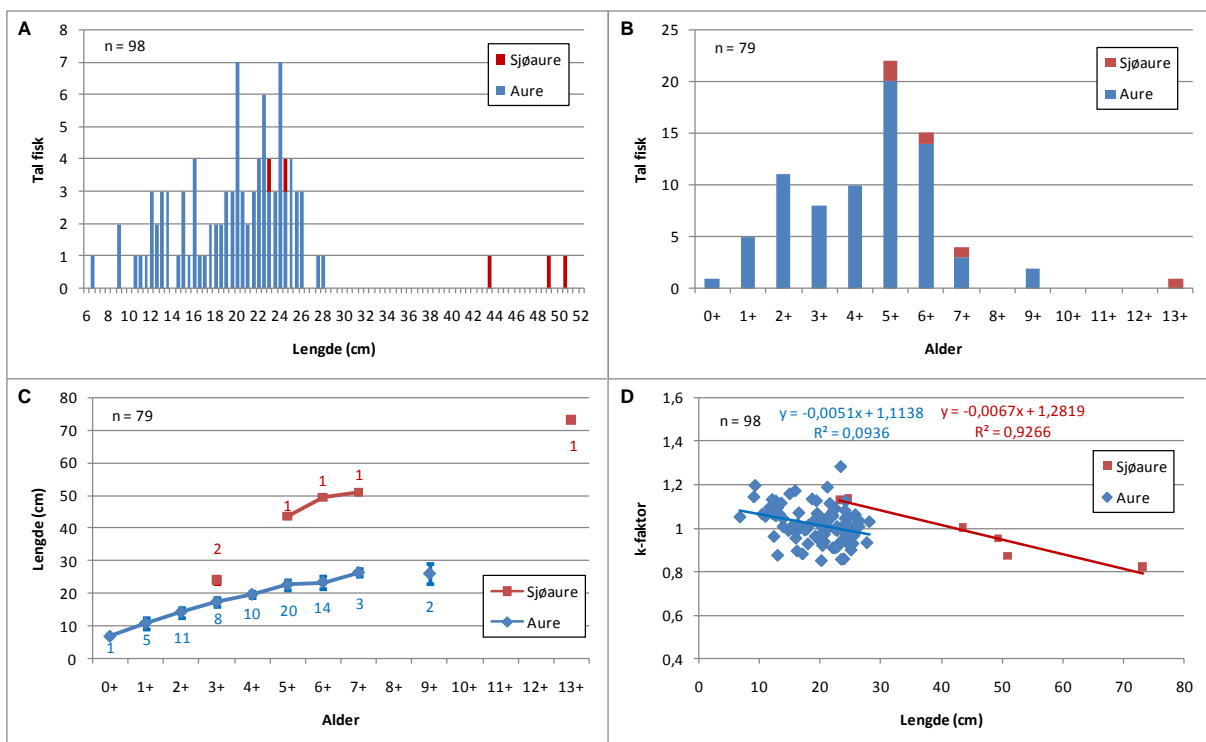 A
n = 98
Sjøaure
Aure
Tal fisk
8
7
6
5
4
3
2
1
0
6 8 10 12 14 16 18 20 22 24 26 28 30 32 34 36 38 40 42 44 46 48 50 52
Lengde (cm)
B
n = 79
Sjøaure
Aure
Tal fisk
25
20
15
10
5
0
0+ 1+ 2+ 3+ 4+ 5+ 6+ 7+ 8+ 9+ 10+ 11+ 12+ 13+
Alder
C
n = 79
Sjøaure
Aure
Lengde (cm)
80
70
60
50
40
30
20
10
0
2 1 1 1 1
1 5 11 8 10 20 14 3 2
0+ 1+ 2+ 3+ 4+ 5+ 6+ 7+ 8+ 9+ 10+ 11+ 12+ 13+
Alder
D
n = 98
y = -0,0051x + 1,1138
R² = 0,0936
y = -0,0067x + 1,2819
R² = 0,9266
Sjøaure
Aure
k-faktor
1,6
1,4
1,2
1
0,8
0,6
0,4
0 10 20 30 40 50 60 70 80
Lengde (cm)